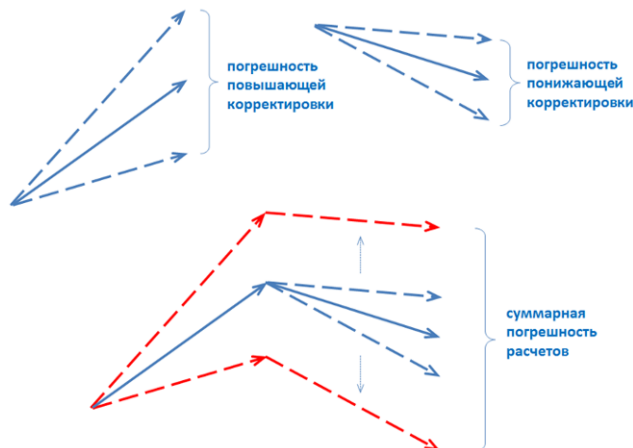 погрешность
повышающей
корректировки
погрешность
понижающей
корректировки
суммарная
погрешность
расчетов